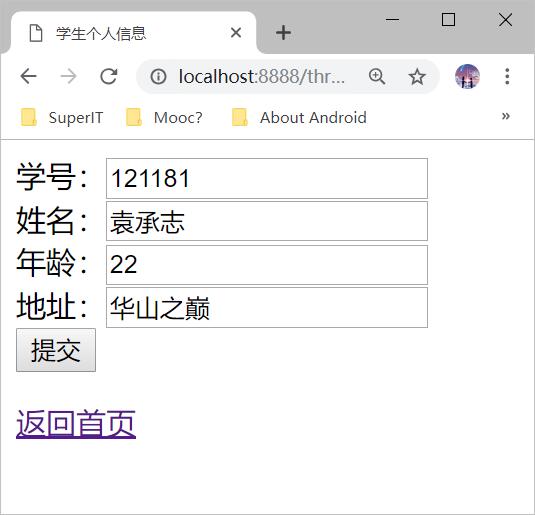 学生个人信息
localhost:8888/thr...
SuperIT Mooc? About Android »
学号： 121181
姓名： 袁承志
年龄： 22
地址： 华山之巅
提交
返回首页